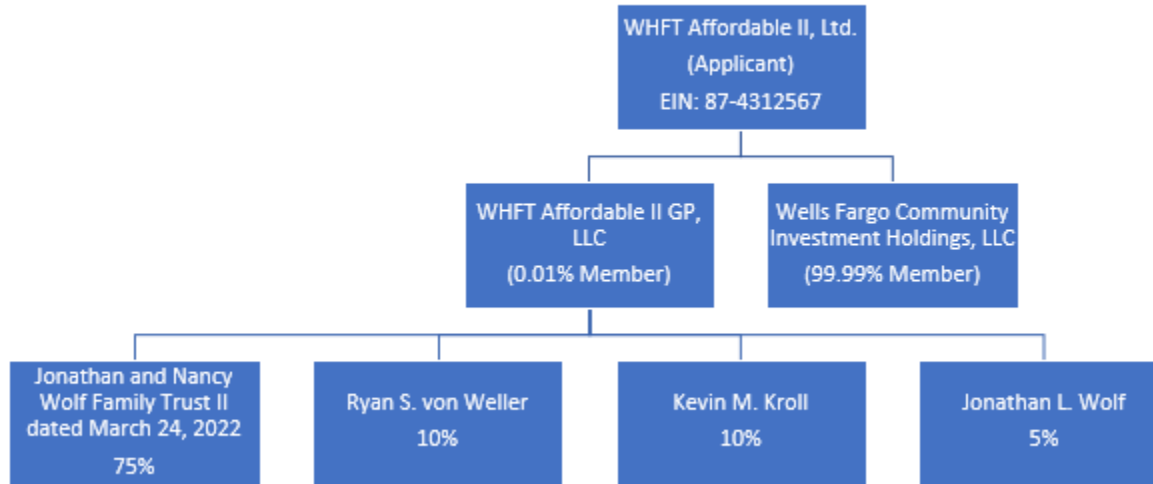 WHFT Affordable II, Ltd.
(Applicant)
EIN: 87-4312567
WHFT Affordable II GP,
LLC
(0.01% Member)
Wells Fargo Community
Investment Holdings, LLC
(99.99% Member)
Jonathan and Nancy
Wolf Family Trust II
dated March 24, 2022
75%
Ryan S. von Weller
10%
Kevin M. Kroll
10%
Jonathan L. Wolf
5%